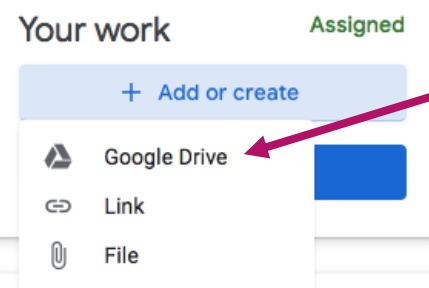 Your work
Assigned
+ Add or create
Google Drive
Link
File